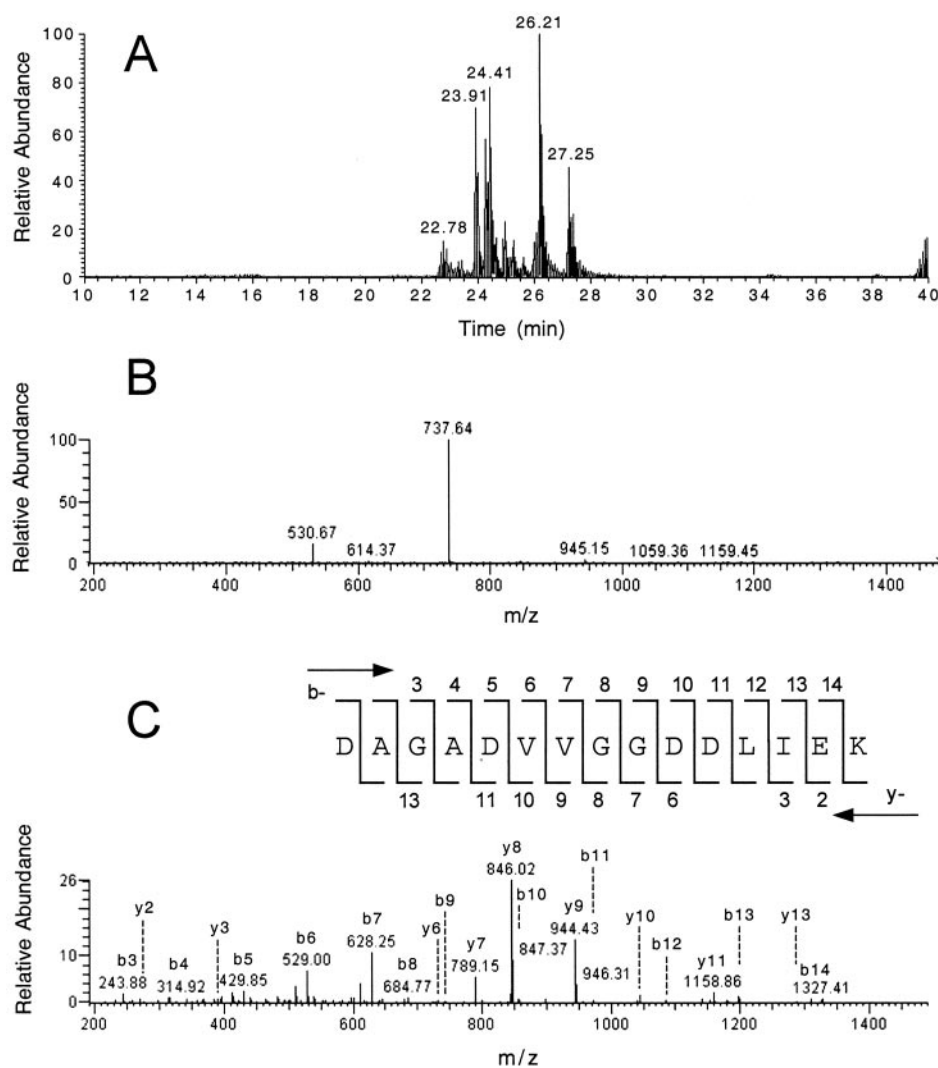 A
Relative Abundance
100
80
60
40
20
0
22.78
23.91
24.41
26.21
27.25
10 12 14 16 18 20 22 24 26 28 30 32 34 36 38 40
Time (min)
B
Relative Abundance
100
50
0
530.67
614.37
737.64
945.15
1059.36
1159.45
200 400 600 800 1000 1200 1400
m/z
C
b-
3 4 5 6 7 8 9 10 11 12 13 14
D A G A D V V G G D D L I E K
13 11 10 9 8 7 6 3 2
y-
Relative Abundance
26
10
0
b3
243.88
y2
b4
314.92
y3
b5
429.85
b6
529.00
b7
628.25
b8
684.77
y6
b9
y7
789.15
y8
846.02
b10
847.37
y9
944.43
b11
946.31
y10
b12
y11
1158.86
b13
y13
b14
1327.41
200 400 600 800 1000 1200 1400
m/z